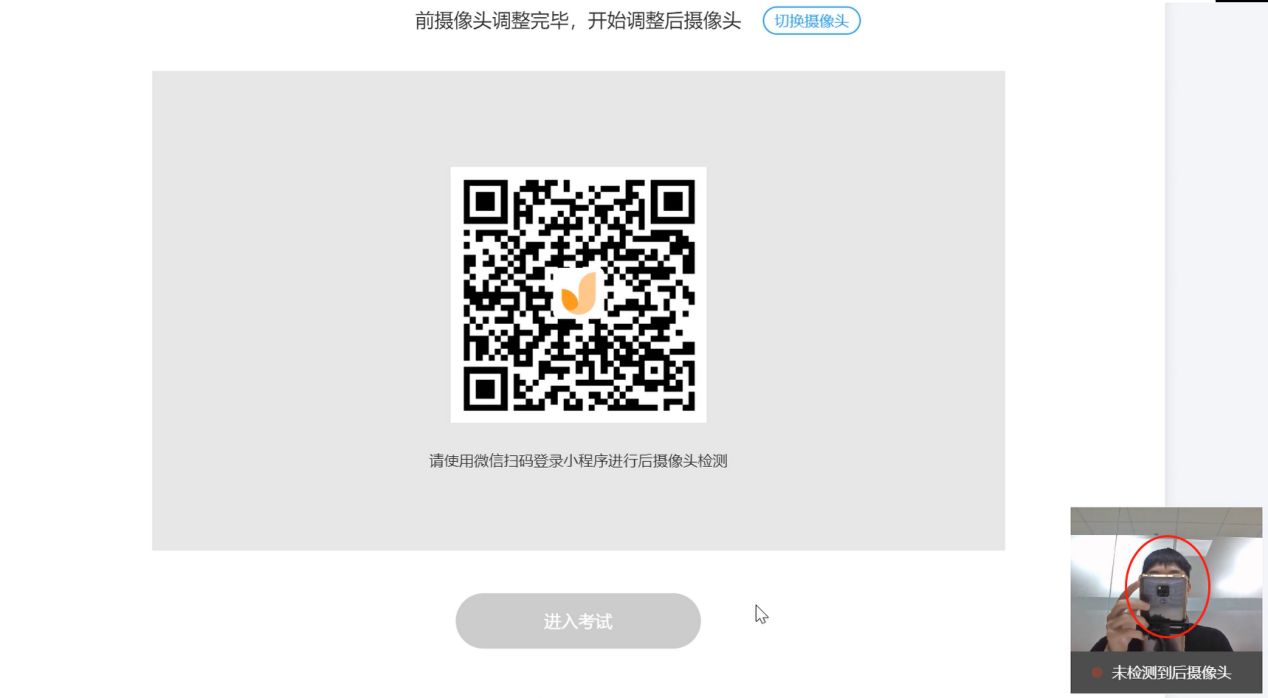 前摄像头调整完毕，开始调整后摄像头 切换摄像头
请使用微信扫码登录小程序进行后摄像头检测
进入考试
未检测到后摄像头